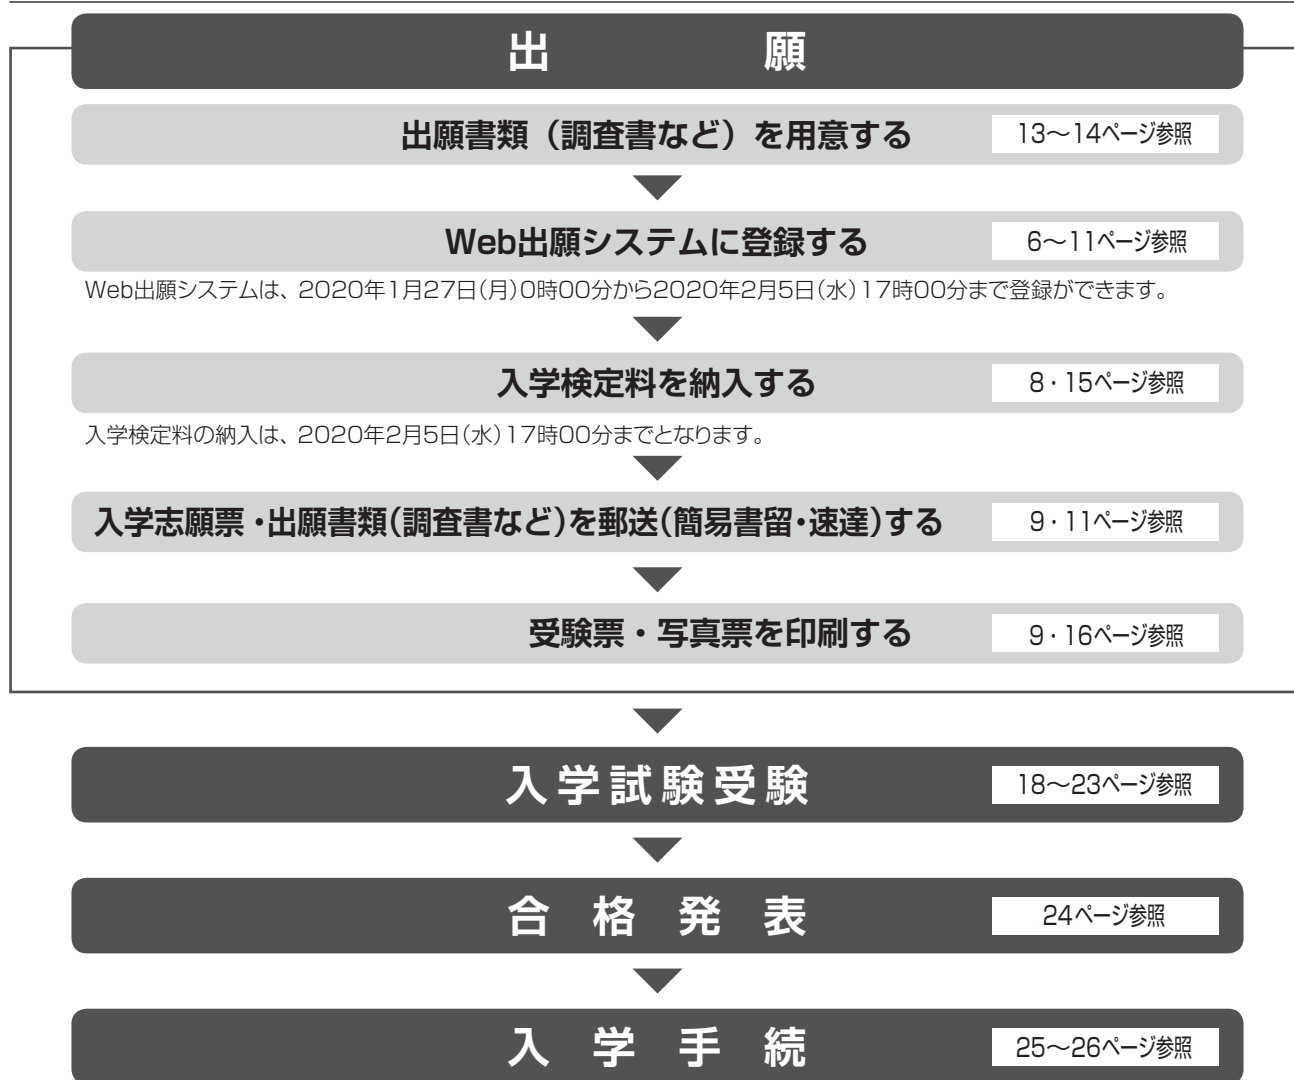 出願
出願書類（調査書など）を用意する 13～14ページ参照
Web出願システムに登録する 6～11ページ参照
Web出願システムは、2020年1月27日(月)0時00分から2020年2月5日(水)17時00分まで登録ができます。
入学検定料を納入する 8・15ページ参照
入学検定料の納入は、2020年2月5日(水)17時00分までとなります。
入学志願票・出願書類(調査書など)を郵送(簡易書留・速達)する 9・11ページ参照
受験票・写真票を印刷する 9・16ページ参照
入学試験受験 18～23ページ参照
合格発表 24ページ参照
入学手続 25～26ページ参照